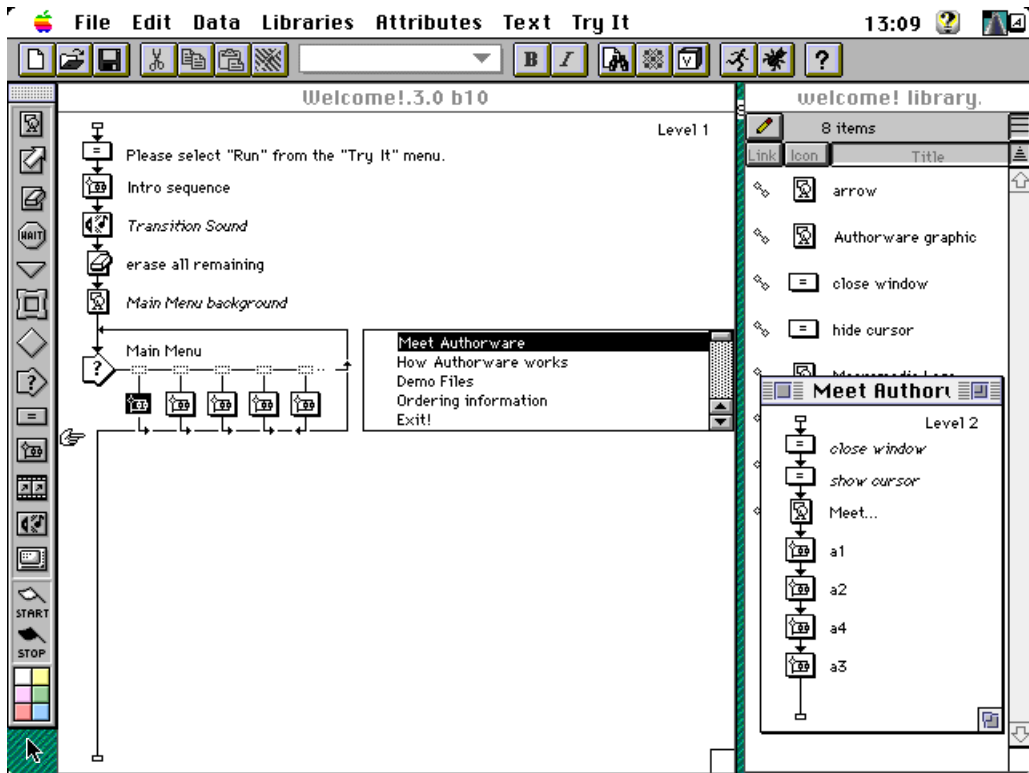 File Edit Data Libraries Attributes Text Try It 13:09
B I
Welcome!.3.0 b10
Level 1
Please select "Run" from the "Try It" menu.
Intro sequence
Transition Sound
erase all remaining
Main Menu background
Main Menu
Meet Authorware
How Authorware works
Demo Files
Ordering information
Exit!
WAIT
START
STOP
welcome! library.
8 items
Link Icon Title
arrow
Authorware graphic
close window
hide cursor
Meet Authorw
Level 2
close window
show cursor
Meet...
a1
a2
a4
a3